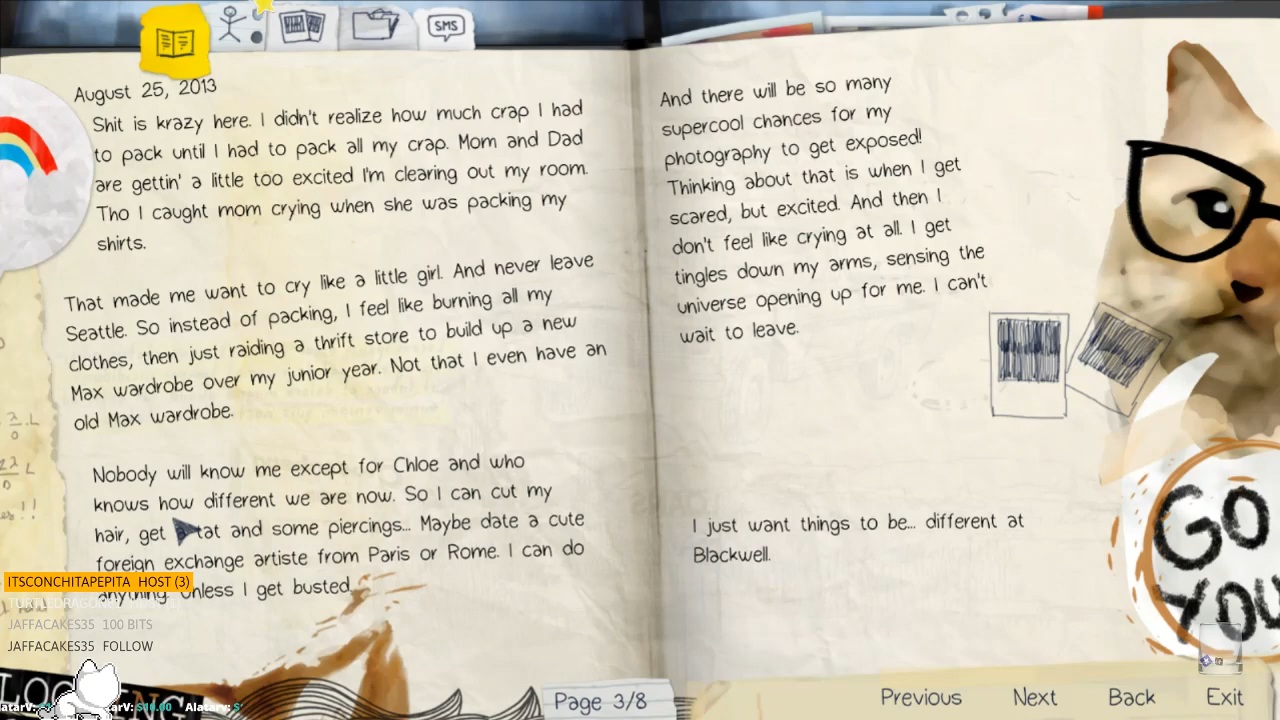 SMS
August 25, 2013
Shit is krazy here. I didn't realize how much crap I had
to pack until I had to pack all my crap. Mom and Dad
are gettin' a little too excited I'm clearing out my room.
Tho I caught mom crying when she was packing my
shirts.
That made me want to cry like a little girl. And never leave
Seattle. So instead of packing, I feel like burning all my
clothes, then just raiding a thrift store to build up a new
Max wardrobe over my junior year. Not that I even have an
old Max wardrobe.
Nobody will know me except for Chloe and who
knows how different we are now. So I can cut my
hair, get a tat and some piercings... Maybe date a cute
foreign exchange artiste from Paris or Rome. I can do
anything. Unless I get busted.
And there will be so many
supercool chances for my
photography to get exposed!
Thinking about that is when I get
scared, but excited. And then I
don't feel like crying at all. I get
tingles down my arms, sensing the
universe opening up for me. I can't
wait to leave.
I just want things to be... different at
Blackwell.
GO
YOU
ITSCONCHITAPEPITA HOST (3)
JAFFACAKES35 100 BITS
JAFFACAKES35 FOLLOW
Page 3/8
Previous Next Back Exit
$10.00 Alatarv: